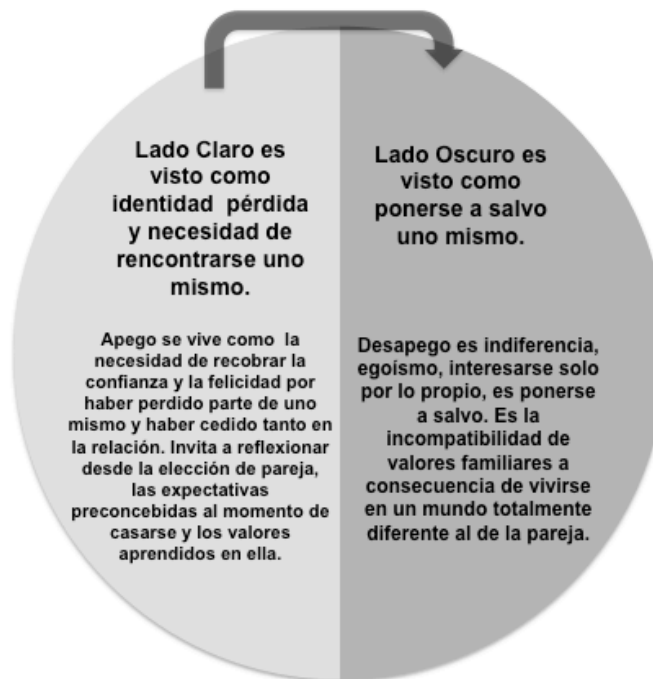 Lado Claro es
visto como
identidad pérdida
y necesidad de
rencontrarse uno
mismo.
Apego se vive como la
necesidad de recobrar la
confianza y la felicidad por
haber perdido parte de uno
mismo y haber cedido tanto en
la relación. Invita a reflexionar
desde la elección de pareja,
las expectativas
preconcebidas al momento de
casarse y los valores
aprendidos en ella.
Lado Oscuro es
visto como
ponerse a salvo
uno mismo.
Desapego es indiferencia,
egoísmo, interesarse solo
por lo propio, es ponerse
a salvo. Es la
incompatibilidad de
valores familiares a
consecuencia de vivirse
en un mundo totalmente
diferente al de la pareja.